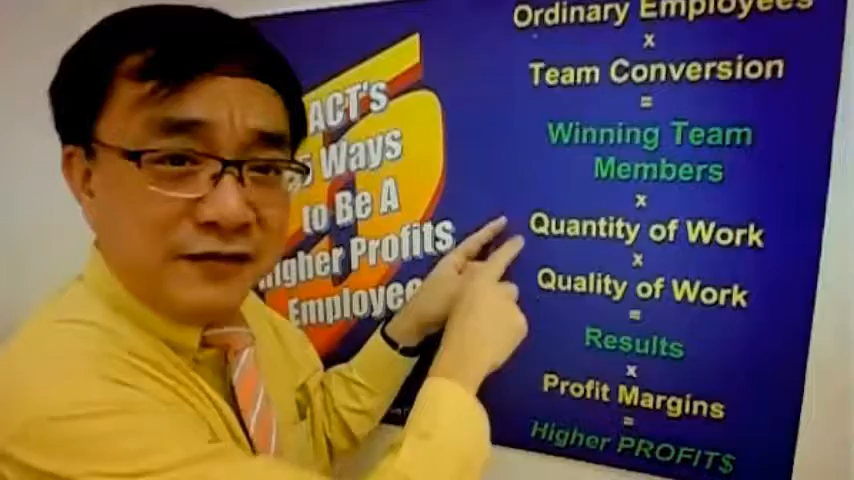 ACT's
5 Ways
to Be A
Higher Profits
Employee
Ordinary Employees
x
Team Conversion
=
Winning Team
Members
x
Quantity of Work
x
Quality of Work
=
Results
x
Profit Margins
=
Higher PROFIT$